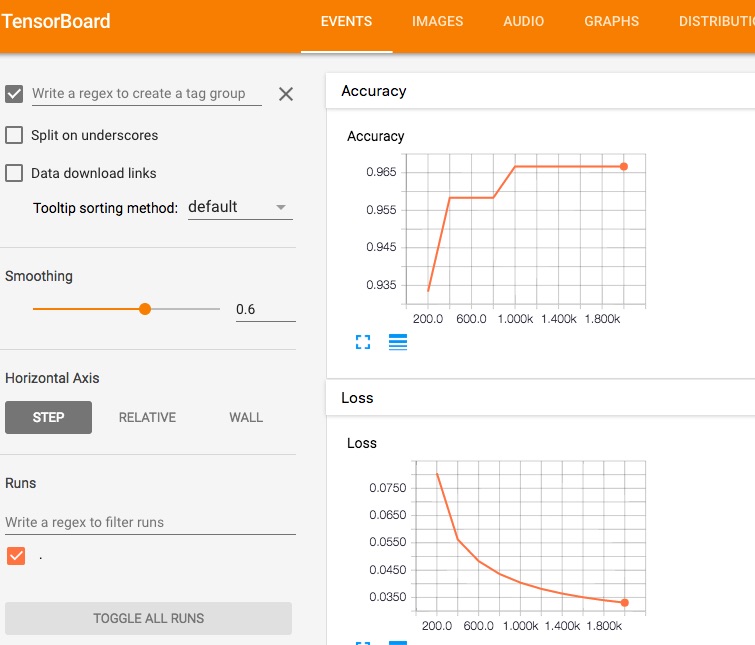 TensorBoard
EVENTS
IMAGES
AUDIO
GRAPHS
Write a regex to create a tag group
Split on underscores
Data download links
Tooltip sorting method: default
Smoothing
0.6
Horizontal Axis
STEP
RELATIVE
WALL
Runs
Write a regex to filter runs
.
TOGGLE ALL RUNS
Accuracy
Accuracy
0.965
0.955
0.945
0.935
200.0 600.0 1.000k 1.400k 1.800k
Loss
Loss
0.0750
0.0650
0.0550
0.0450
0.0350
200.0 600.0 1.000k 1.400k 1.800k